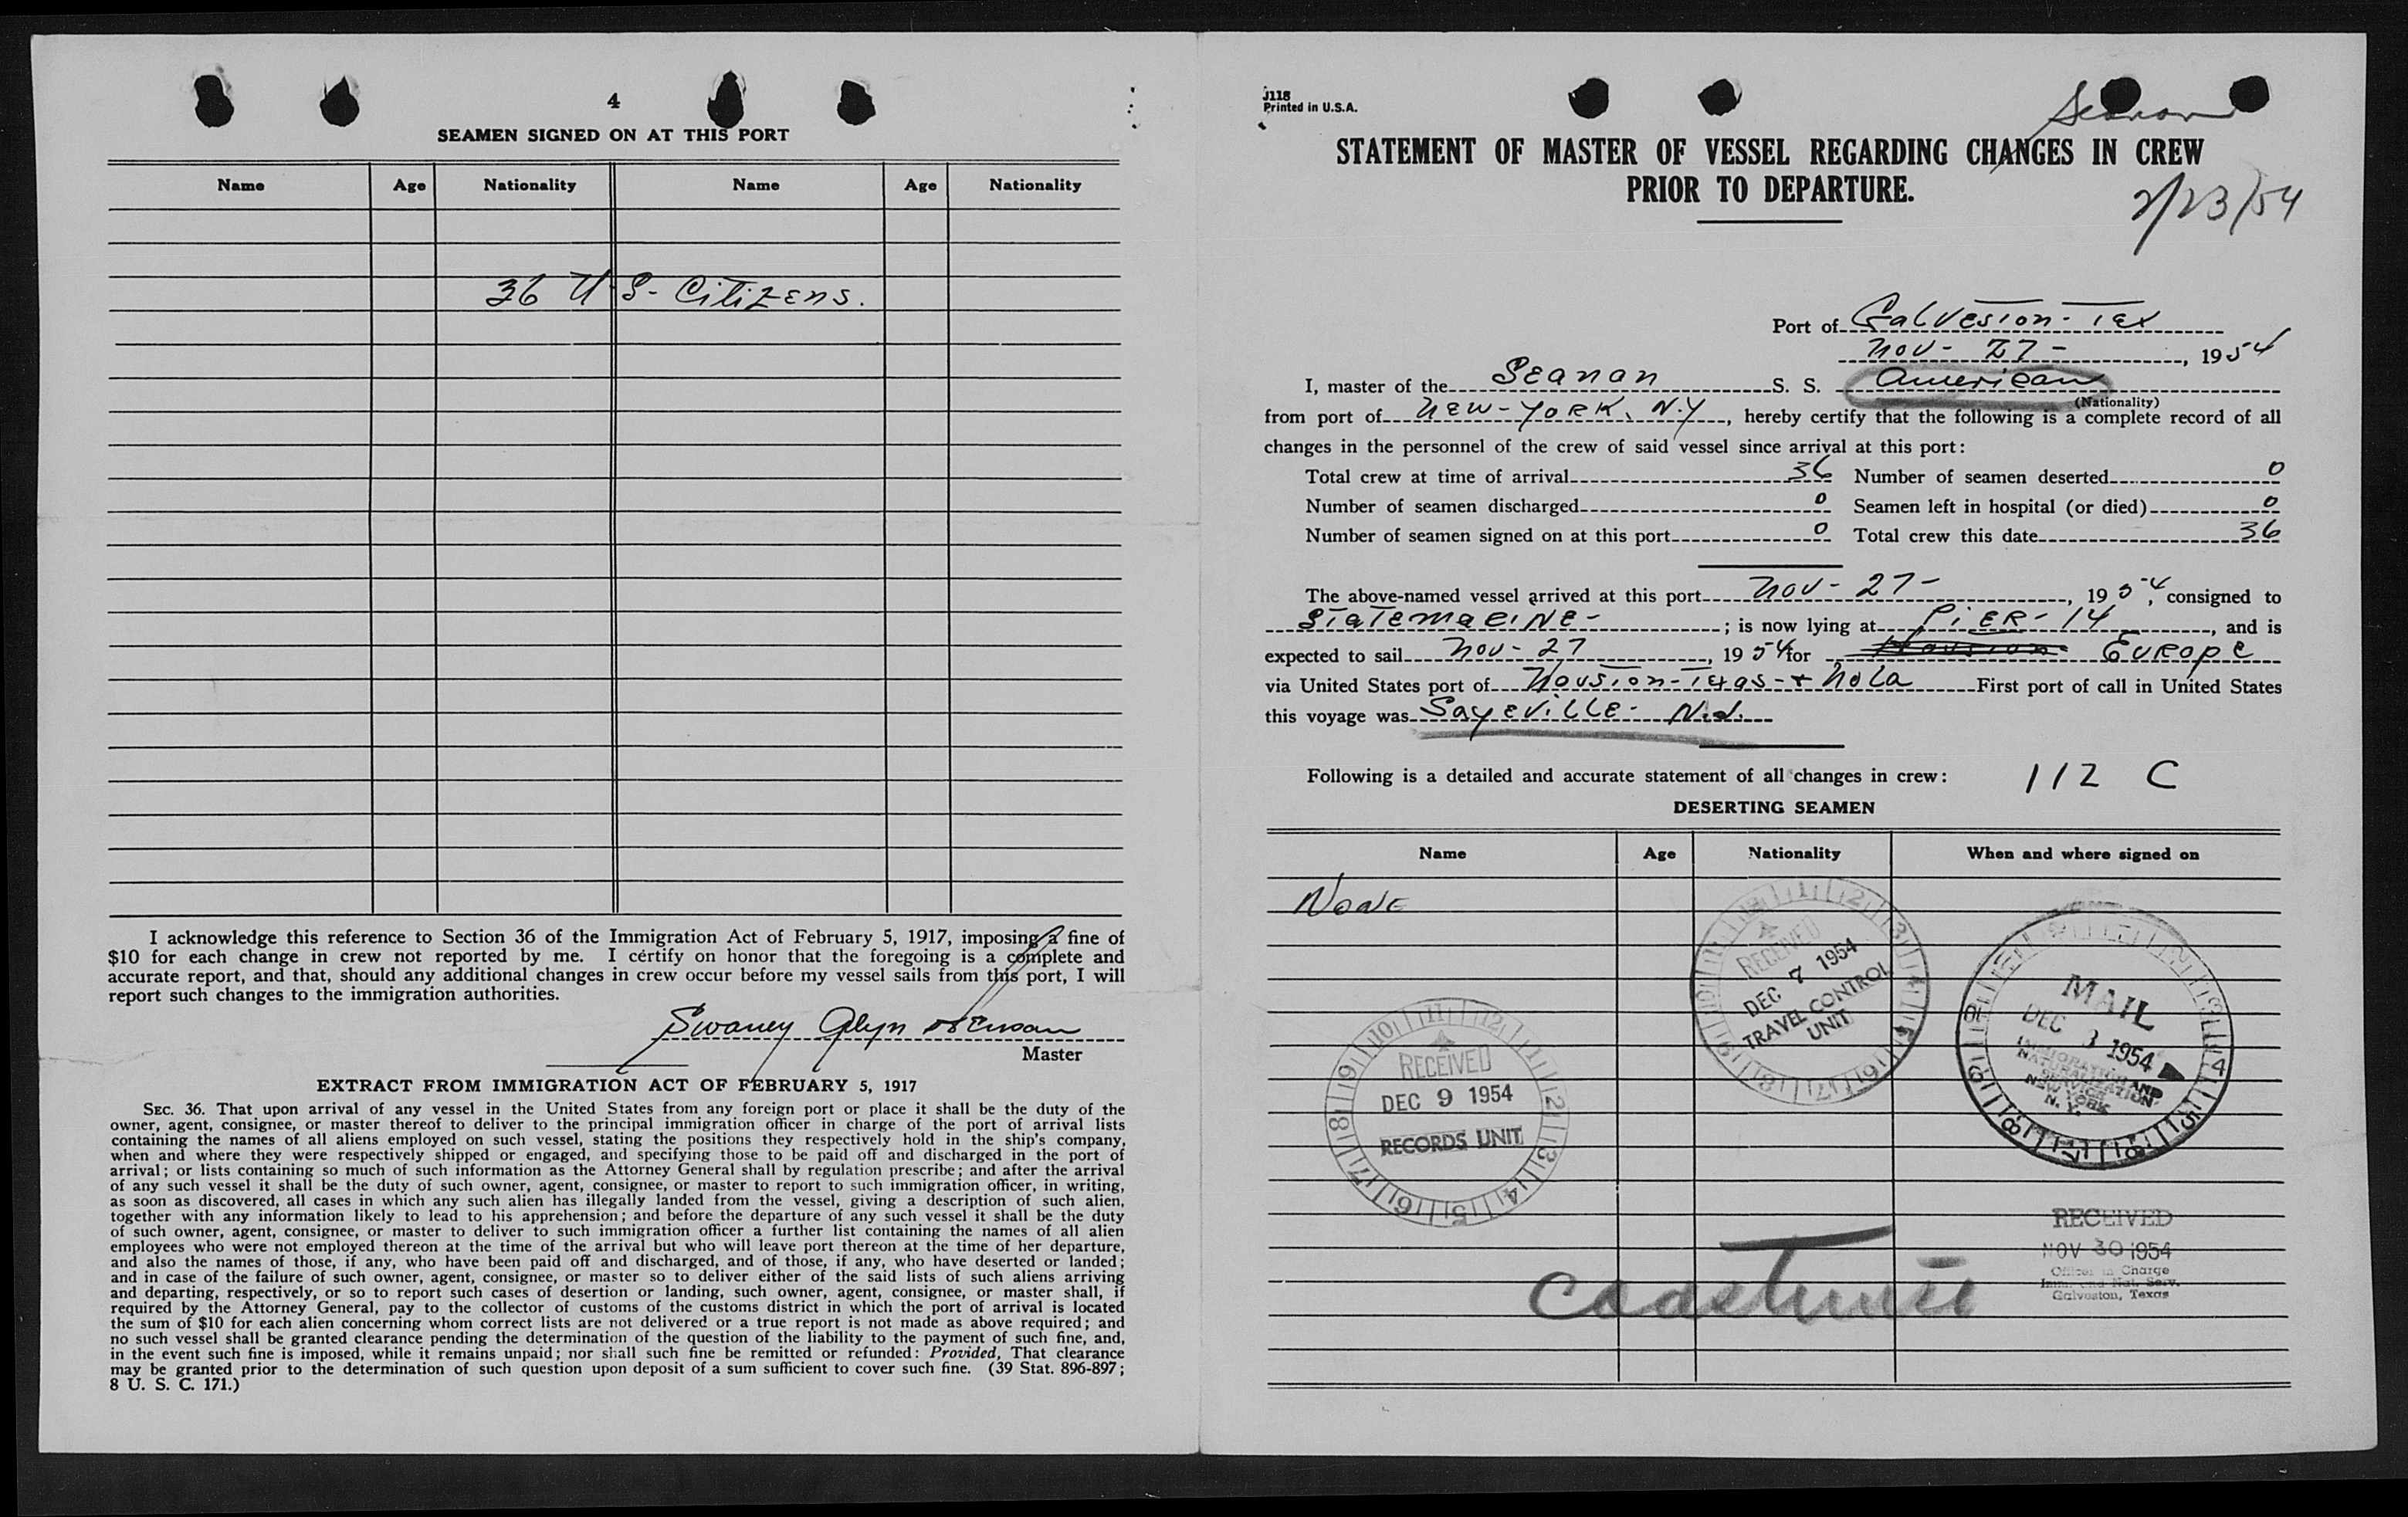 4
SEAMEN SIGNED ON AT THIS PORT
Name Age Nationality Name Age Nationality
36 U.S- Citizens.
I acknowledge this reference to Section 36 of the Immigration Act of February 5, 1917, imposing a fine of
$10 for each change in crew not reported by me. I certify on honor that the foregoing is a complete and
accurate report, and that, should any additional changes in crew occur before my vessel sails from this port, I will
report such changes to the immigration authorities.
Swaney Glyn
Master
EXTRACT FROM IMMIGRATION ACT OF FEBRUARY 5, 1917
SEC. 36. That upon arrival of any vessel in the United States from any foreign port or place it shall be the duty of the
owner, agent, consignee, or master thereof to deliver to the principal immigration officer in charge of the port of arrival lists
containing the names of all aliens employed on such vessel, stating the positions they respectively hold in the ship's company,
when and where they were respectively shipped or engaged, and specifying those to be paid off and discharged in the port of
arrival; or lists containing so much of such information as the Attorney General shall by regulation prescribe; and after the arrival
of any such vessel it shall be the duty of such owner, agent, consignee, or master to report to such immigration officer, in writing,
as soon as discovered, all cases in which any such alien has illegally landed from the vessel, giving a description of such alien,
together with any information likely to lead to his apprehension; and before the departure of any such vessel it shall be the duty
of such owner, agent, consignee, or master to deliver to such immigration officer a further list containing the names of all alien
employees who were not employed thereon at the time of the arrival but who will leave port thereon at the time of her departure,
and also the names of those, if any, who have been paid off and discharged, and of those, if any, who have deserted or landed;
and in case of the failure of such owner, agent, consignee, or master so to deliver either of the said lists of such aliens arriving
and departing, respectively, or so to report such cases of desertion or landing, such owner, agent, consignee, or master shall, if
required by the Attorney General, pay to the collector of customs of the customs district in which the port of arrival is located
the sum of $10 for each alien concerning whom correct lists are not delivered or a true report is not made as above required; and
no such vessel shall be granted clearance pending the determination of the question of the liability to the payment of such fine, and,
in the event such fine is imposed, while it remains unpaid; nor shall such fine be remitted or refunded: Provided, That clearance
may be granted prior to the determination of such question upon deposit of a sum sufficient to cover such fine. (39 Stat. 896-897;
8 U. S. C. 171.)
J118
Printed in U.S.A.
Seanan
STATEMENT OF MASTER OF VESSEL REGARDING CHANGES IN CREW
PRIOR TO DEPARTURE.
2/23/54
Port of Galveston - Tex
Nov - 27 - , 1954
I, master of the Seanan S. S. American
(Nationality)
from port of New-York, N.Y , hereby certify that the following is a complete record of all
changes in the personnel of the crew of said vessel since arrival at this port:
Total crew at time of arrival 36 Number of seamen deserted 0
Number of seamen discharged 0 Seamen left in hospital (or died) 0
Number of seamen signed on at this port 0 Total crew this date 36
The above-named vessel arrived at this port Nov - 27 - , 1954, consigned to
Statemarine - ; is now lying at Pier - 14 , and is
expected to sail Nov - 27 , 1954 for Europe
via United States port of Houston - Texas - + Nola First port of call in United States
this voyage was Sayeville - N.J.
Following is a detailed and accurate statement of all changes in crew: 112 C
DESERTING SEAMEN
Name Age Nationality When and where signed on
None
RECEIVED
DEC 7 1954
TRAVEL CONTROL
UNIT
MAIL
DEC 3 1954
IMMIGRATION AND
NATURALIZATION
SERVICE
NEW YORK
N. Y.
RECEIVED
DEC 9 1954
RECORDS UNIT
RECEIVED
NOV 30 1954
Officer in Charge
Imm. and Nat. Serv.
Galveston, Texas
Coastwise